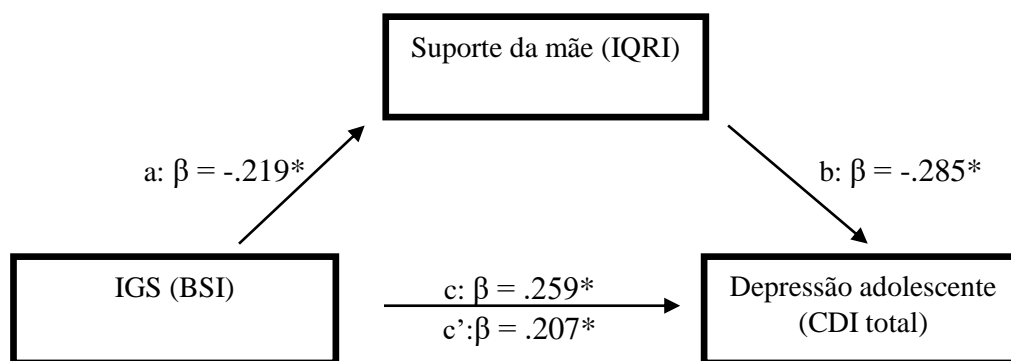 Suporte da mãe (IQRI)
a: β = -.219*
b: β = -.285*
IGS (BSI)
c: β = .259*
c’:β = .207*
Depressão adolescente
(CDI total)